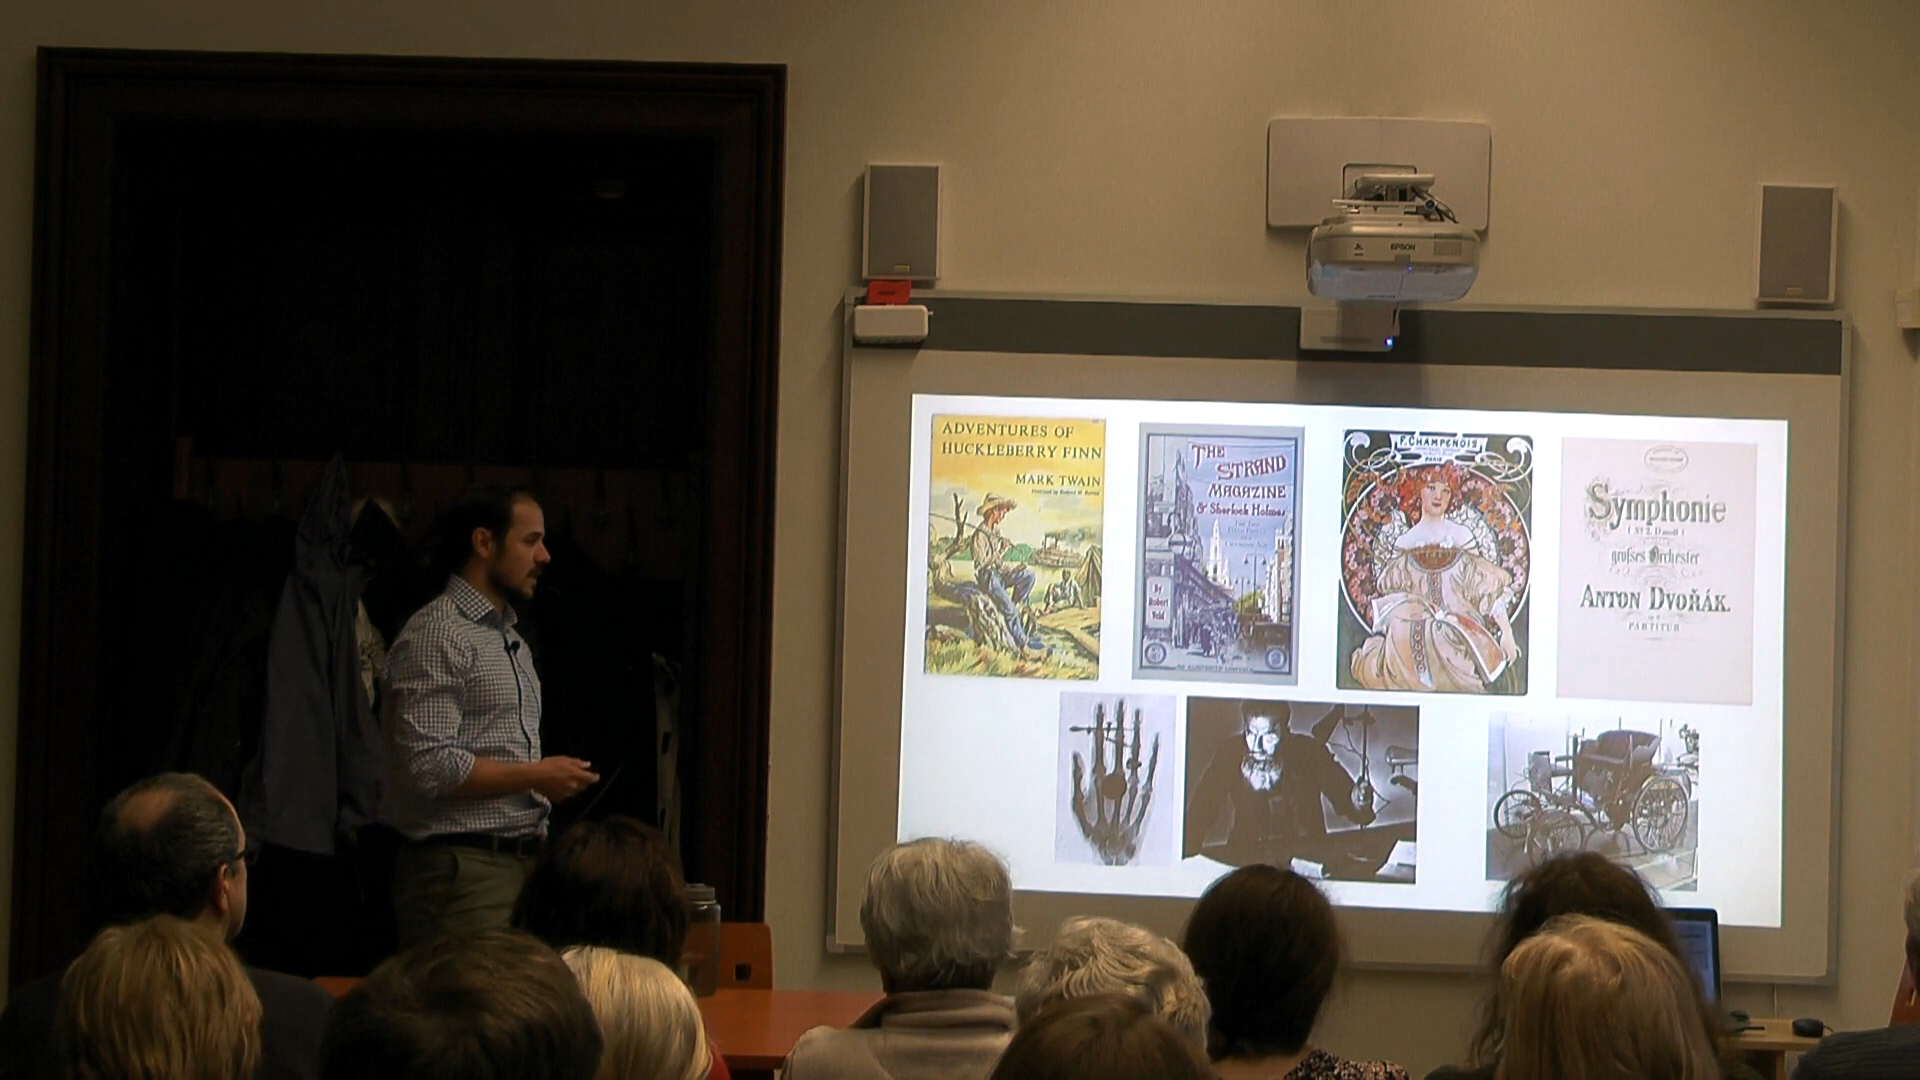 EPSON
ADVENTURES OF
HUCKLEBERRY FINN
MARK TWAIN
THE
STRAND
MAGAZINE
& Sherlock Holmes
By
Robert
F. CHAMPENOIS
PARIS
Symphonie
großes Orchester
ANTON DVOŘÁK.
PARTITUR